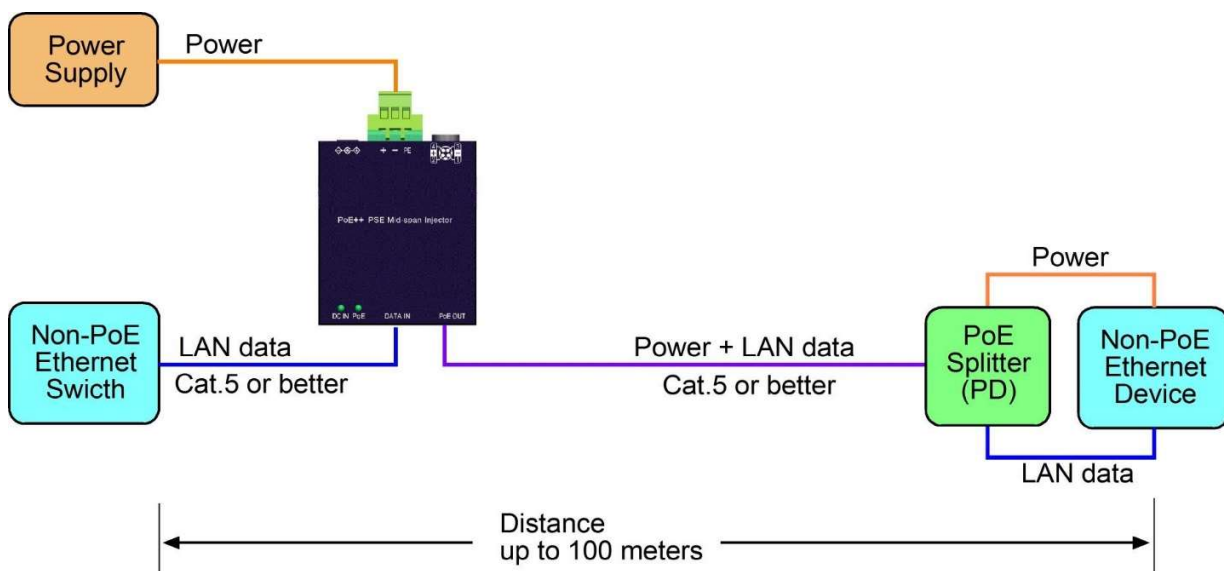 Power
Supply
Power
+ − PE
PoE++ PSE Mid-span Injector
DC IN PoE DATA IN PoE OUT
Non-PoE
Ethernet
Swicth
LAN data
Cat.5 or better
Power + LAN data
Cat.5 or better
Power
PoE
Splitter
(PD)
Non-PoE
Ethernet
Device
LAN data
Distance
up to 100 meters